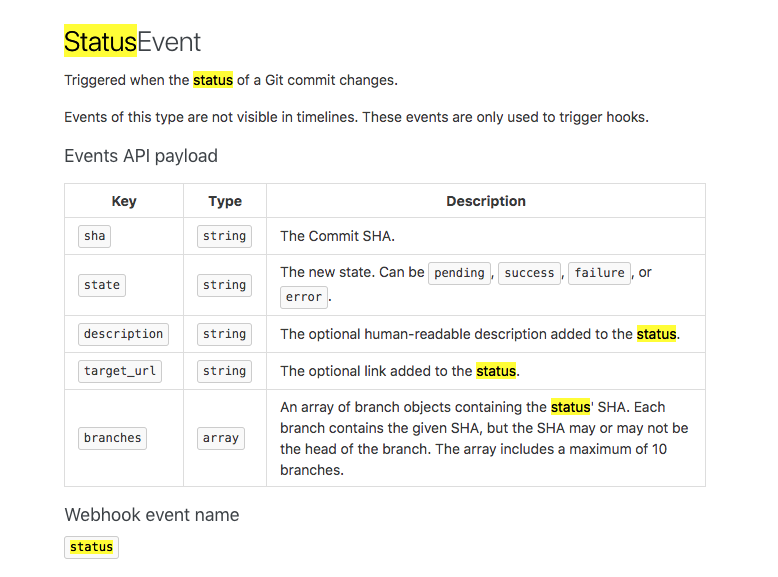 StatusEvent
Triggered when the status of a Git commit changes.
Events of this type are not visible in timelines. These events are only used to trigger hooks.
Events API payload
Key Type Description
sha string The Commit SHA.
state string The new state. Can be pending, success, failure, or
error.
description string The optional human-readable description added to the status.
target_url string The optional link added to the status.
An array of branch objects containing the status' SHA. Each
branch contains the given SHA, but the SHA may or may not be
branches array the head of the branch. The array includes a maximum of 10
branches.
Webhook event name
status